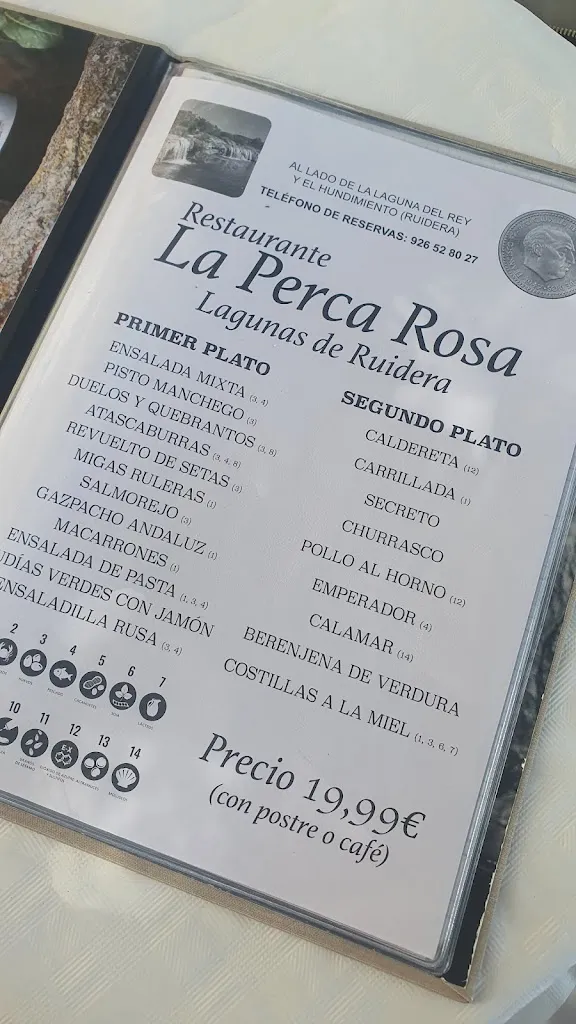 AL LADO DE LA LAGUNA DEL REY
Y EL HUNDIMIENTO (RUIDERA)
TELÉFONO DE RESERVAS: 926 52 80 27
Restaurante
La Perca Rosa
Lagunas de Ruidera
PRIMER PLATO
ENSALADA MIXTA (3, 4)
PISTO MANCHEGO (3)
DUELOS Y QUEBRANTOS (3, 8)
ATASCABURRAS (3, 4, 8)
REVUELTO DE SETAS (3)
MIGAS RULERAS (1)
SALMOREJO (3)
GAZPACHO ANDALUZ (1)
MACARRONES (1)
ENSALADA DE PASTA (1, 3, 4)
UDÍAS VERDES CON JAMÓN
ENSALADILLA RUSA (3, 4)
SEGUNDO PLATO
CALDERETA (12)
CARRILLADA (1)
SECRETO
CHURRASCO
POLLO AL HORNO (12)
EMPERADOR (4)
CALAMAR (14)
BERENJENA DE VERDURA
COSTILLAS A LA MIEL (1, 3, 6, 7)
2 3 4 5 6 7
10 11 12 13 14
Precio 19,99€
(con postre o café)